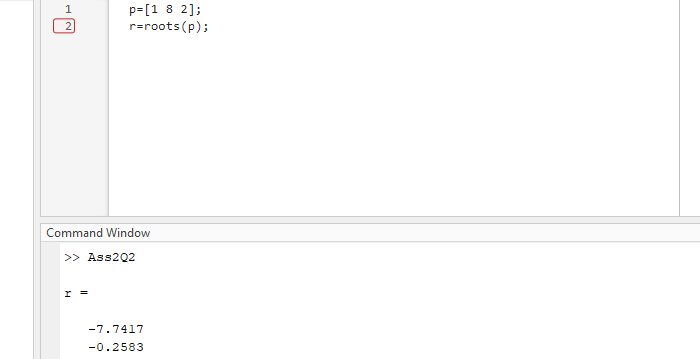 1 p=[1 8 2];
2 r=roots(p);
Command Window
>> Ass2Q2
r =
-7.7417
-0.2583